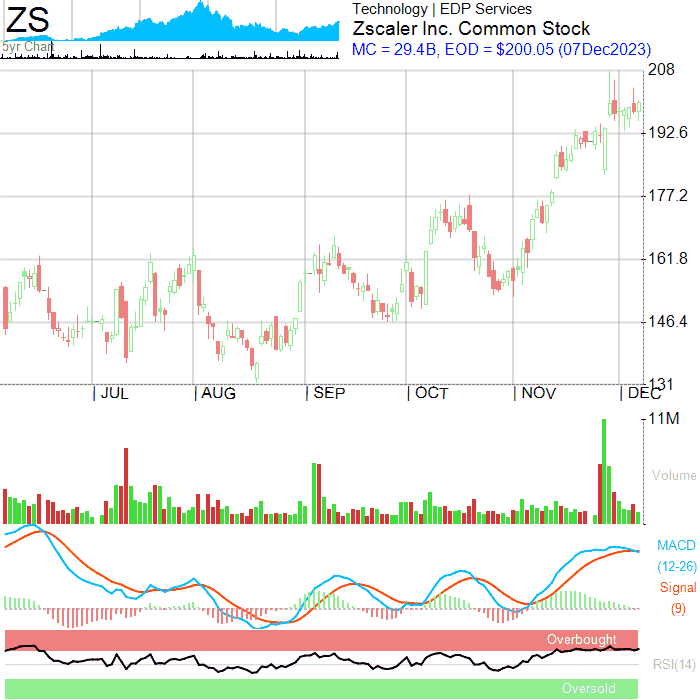 ZS
5yr Chart
Technology | EDP Services
Zscaler Inc. Common Stock
MC = 29.4B, EOD = $200.05 (07Dec2023)
208
192.6
177.2
161.8
146.4
131
JUL
AUG
SEP
OCT
NOV
DEC
11M
Volume
MACD
(12-26)
Signal
(9)
Overbought
RSI(14)
Oversold